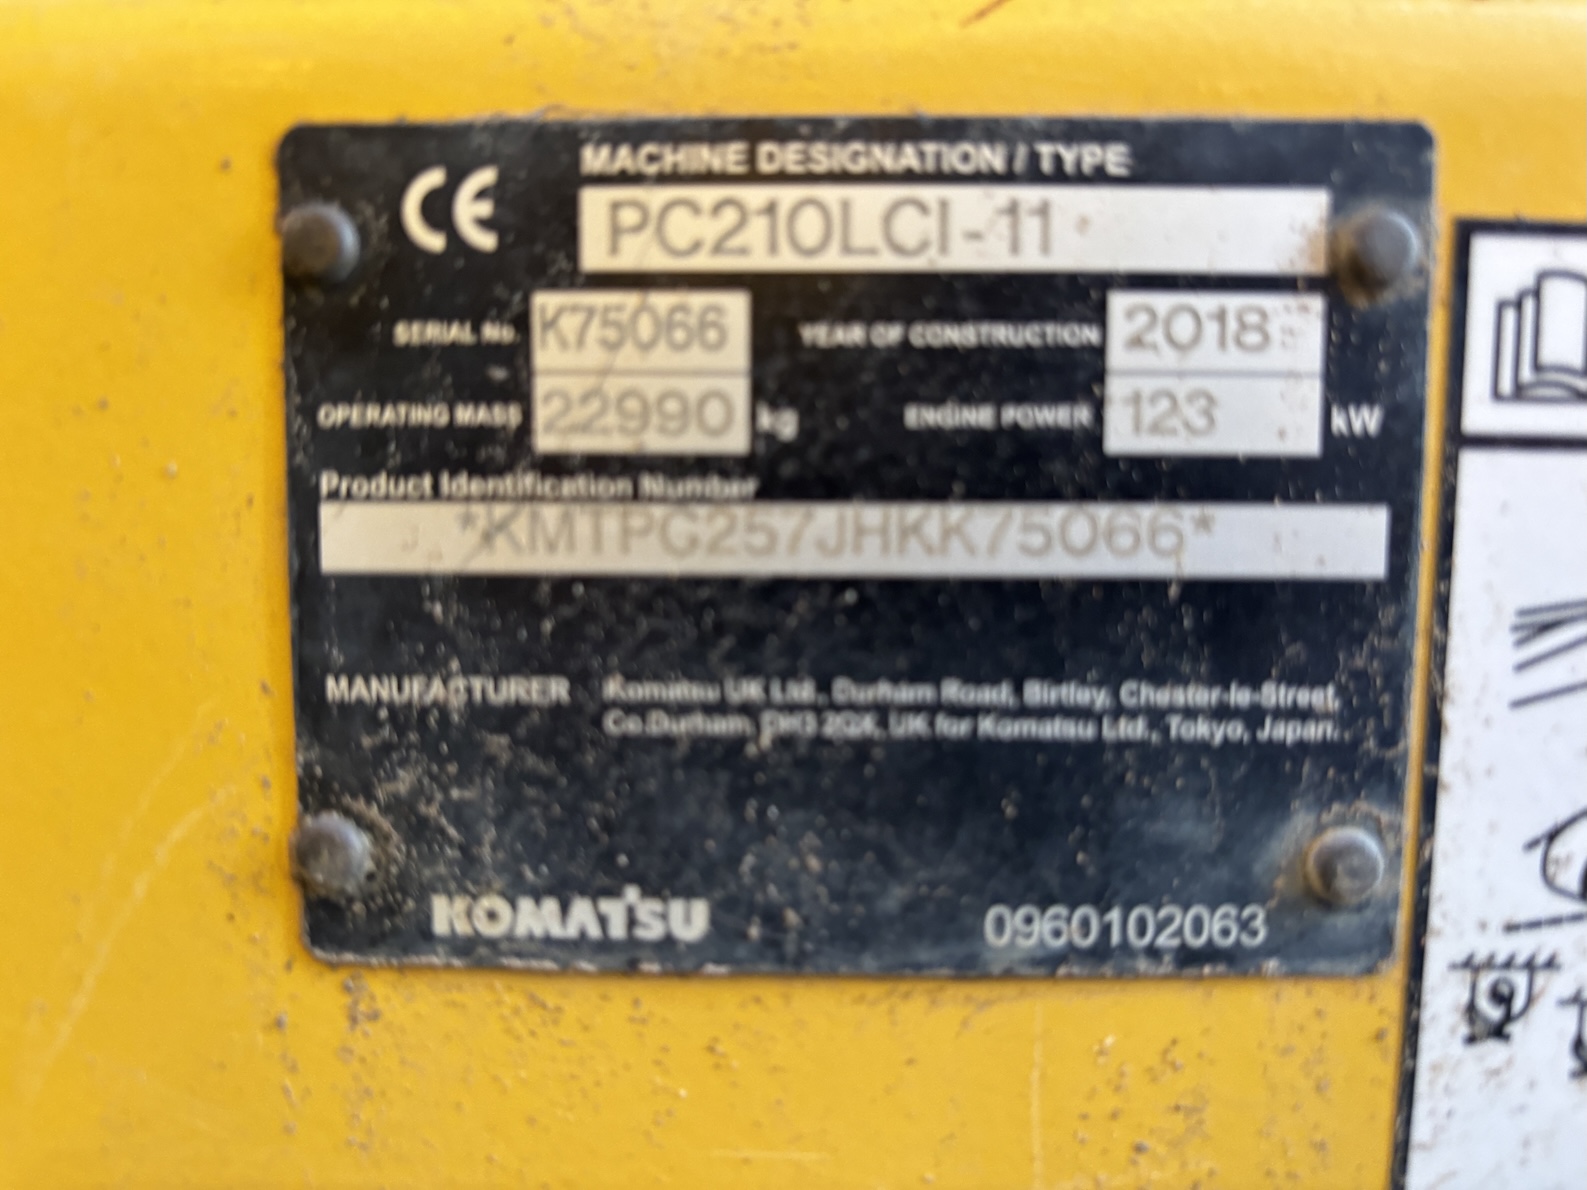 CE
MACHINE DESIGNATION / TYPE
PC210LCI-11
SERIAL No. K75066 YEAR OF CONSTRUCTION 2018
OPERATING MASS 22990 kg ENGINE POWER 123 kW
Product Identification Number
*KMTPC257JHKK75066*
MANUFACTURER Komatsu UK Ltd., Durham Road, Birtley, Chester-le-Street,
Co.Durham, DH3 2QX, UK for Komatsu Ltd., Tokyo, Japan.
KOMATSU 0960102063